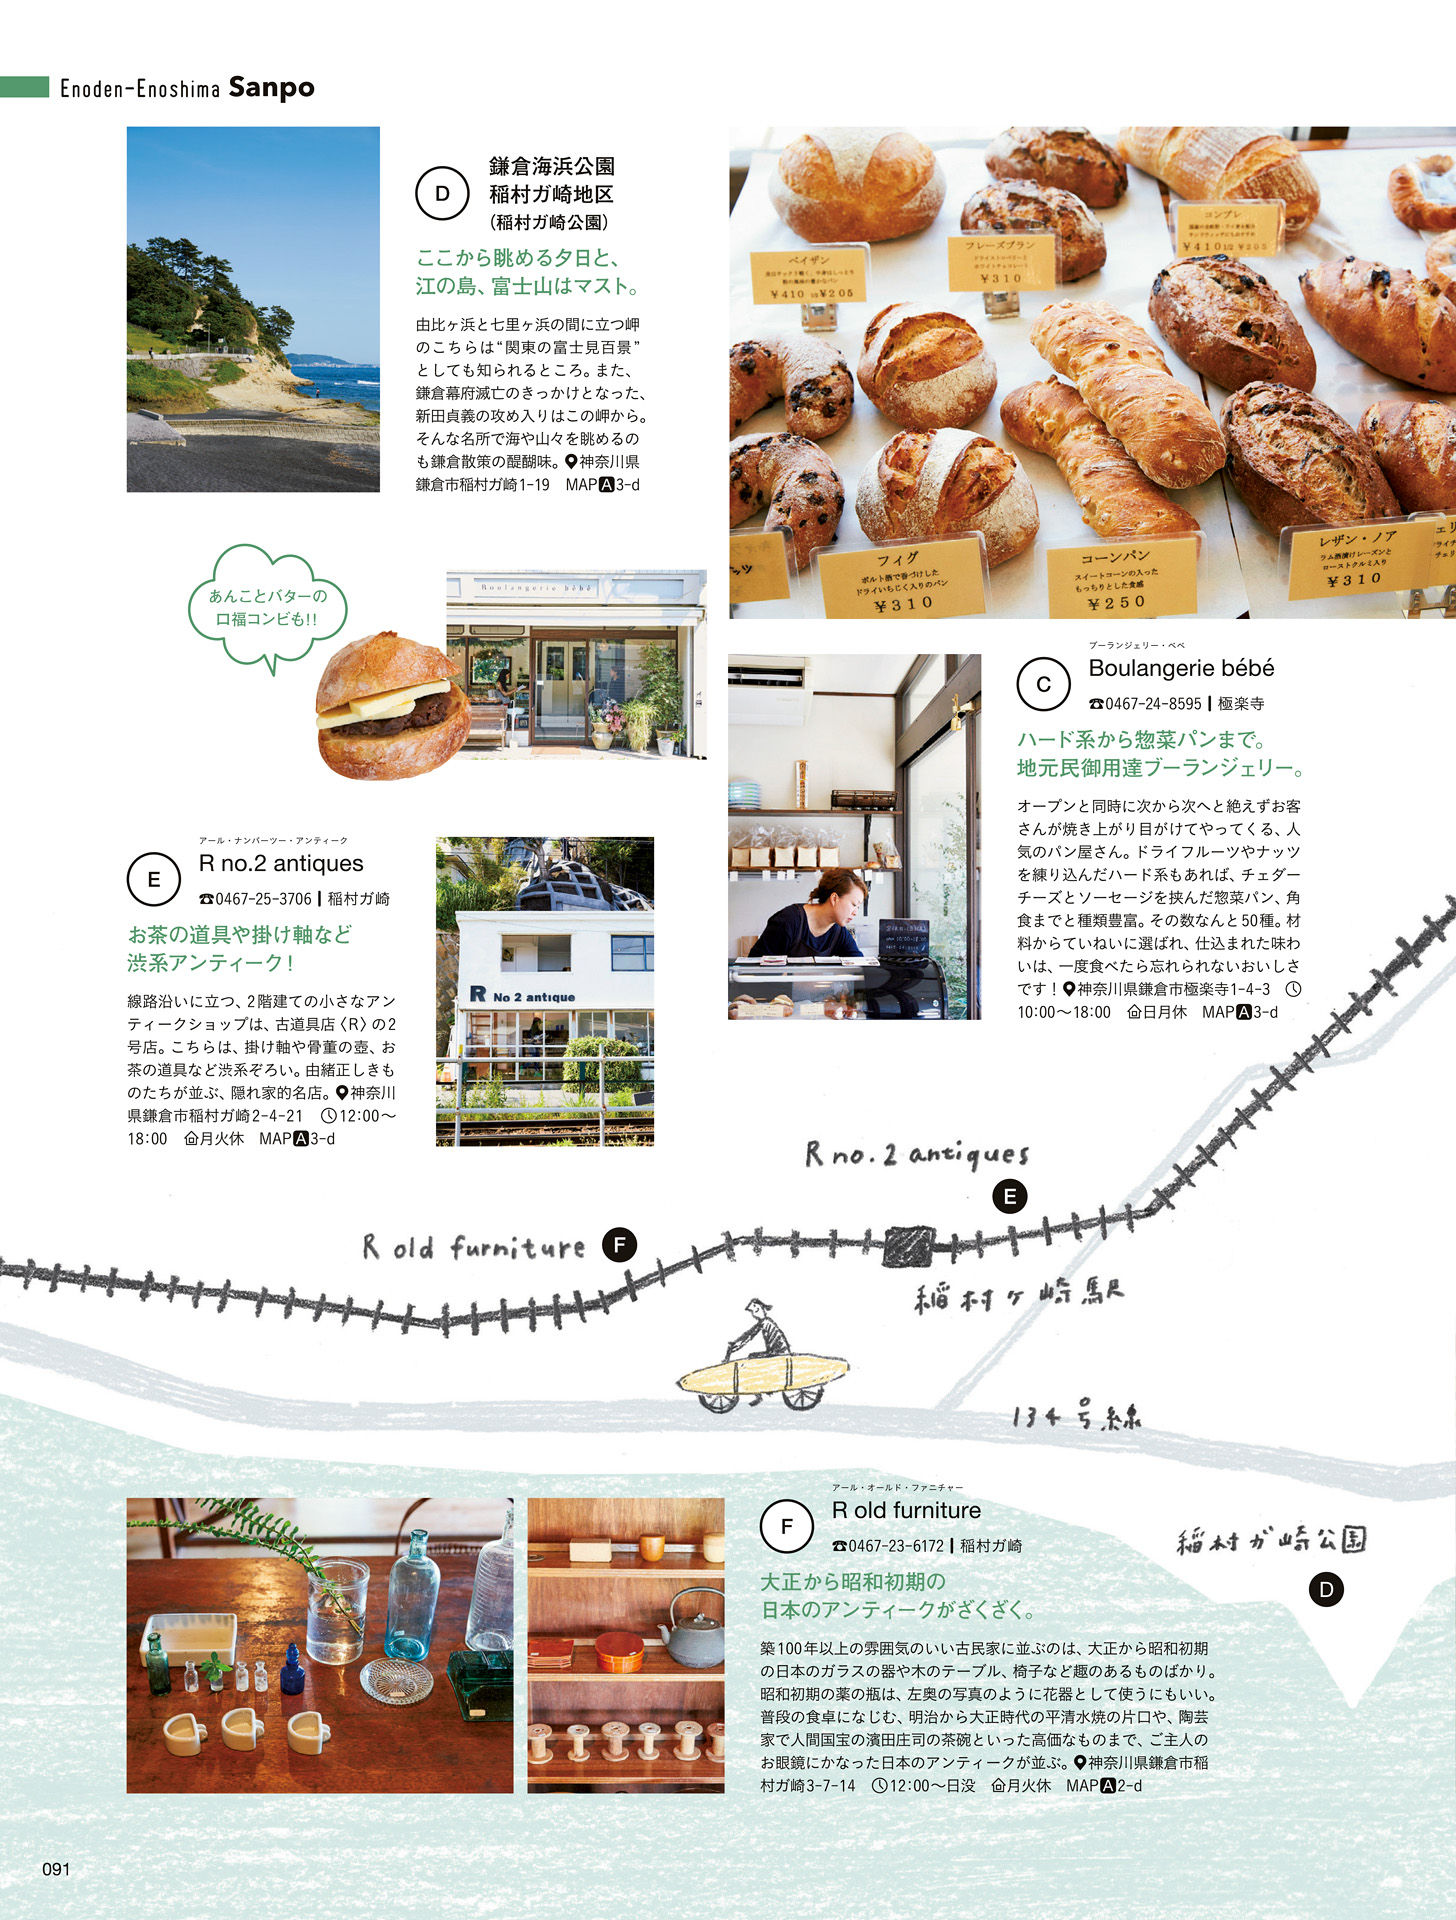 Enoden-Enoshima Sanpo
D
鎌倉海浜公園
稲村ガ崎地区
(稲村ガ崎公園)
ここから眺める夕日と、
江の島、富士山はマスト。
由比ヶ浜と七里ヶ浜の間に立つ岬
のこちらは“関東の富士見百景”
としても知られるところ。また、
鎌倉幕府滅亡のきっかけとなった、
新田貞義の攻め入りはこの岬から。
そんな名所で海や山々を眺めるの
も鎌倉散策の醍醐味。神奈川県
鎌倉市稲村ガ崎1-19 MAP A 3-d
ベイザン
¥410 1/2 ¥205
フレーズブラン
ドライストロベリーと
ホワイトチョコレート
¥310
コンプレ
¥410 1/2 ¥205
フィグ
ポルト酒で香づけした
ドライいちじく入りのパン
¥310
コーンパン
スイートコーンの入った
もっちりとした食感
¥250
レザン・ノア
ラム酒漬けレーズンと
ローストクルミ入り
¥310
あんことバターの
口福コンビも!!
Boulangerie bébé
ブーランジェリー・ベベ
C
Boulangerie bébé
☎0467-24-8595 | 極楽寺
ハード系から惣菜パンまで。
地元民御用達ブーランジェリー。
オープンと同時に次から次へと絶えずお客
さんが焼き上がり目がけてやってくる、人
気のパン屋さん。ドライフルーツやナッツ
を練り込んだハード系もあれば、チェダー
チーズとソーセージを挟んだ惣菜パン、角
食までと種類豊富。その数なんと50種。材
料からていねいに選ばれ、仕込まれた味わ
いは、一度食べたら忘れられないおいしさ
です！神奈川県鎌倉市極楽寺1-4-3
10:00〜18:00 日月休 MAP A 3-d
アール・ナンバーツー・アンティーク
E
R no.2 antiques
☎0467-25-3706 | 稲村ガ崎
お茶の道具や掛け軸など
渋系アンティーク！
線路沿いに立つ、2階建ての小さなアン
ティークショップは、古道具店〈R〉の2
号店。こちらは、掛け軸や骨董の壺、お
茶の道具など渋系ぞろい。由緒正しきも
のたちが並ぶ、隠れ家的名店。神奈川
県鎌倉市稲村ガ崎2-4-21 12:00〜
18:00 月火休 MAP A 3-d
R No 2 antique
R no.2 antiques
E
R old furniture
F
稲村ヶ崎駅
134号線
稲村ガ崎公園
D
アール・オールド・ファニチャー
F
R old furniture
☎0467-23-6172 | 稲村ガ崎
大正から昭和初期の
日本のアンティークがざくざく。
築100年以上の雰囲気のいい古民家に並ぶのは、大正から昭和初期
の日本のガラスの器や木のテーブル、椅子など趣のあるものばかり。
昭和初期の薬の瓶は、左奥の写真のように花器として使うにもいい。
普段の食卓になじむ、明治から大正時代の平清水焼の片口や、陶芸
家で人間国宝の濱田庄司の茶碗といった高価なものまで、ご主人の
お眼鏡にかなった日本のアンティークが並ぶ。神奈川県鎌倉市稲
村ガ崎3-7-14 12:00〜日没 月火休 MAP A 2-d
091